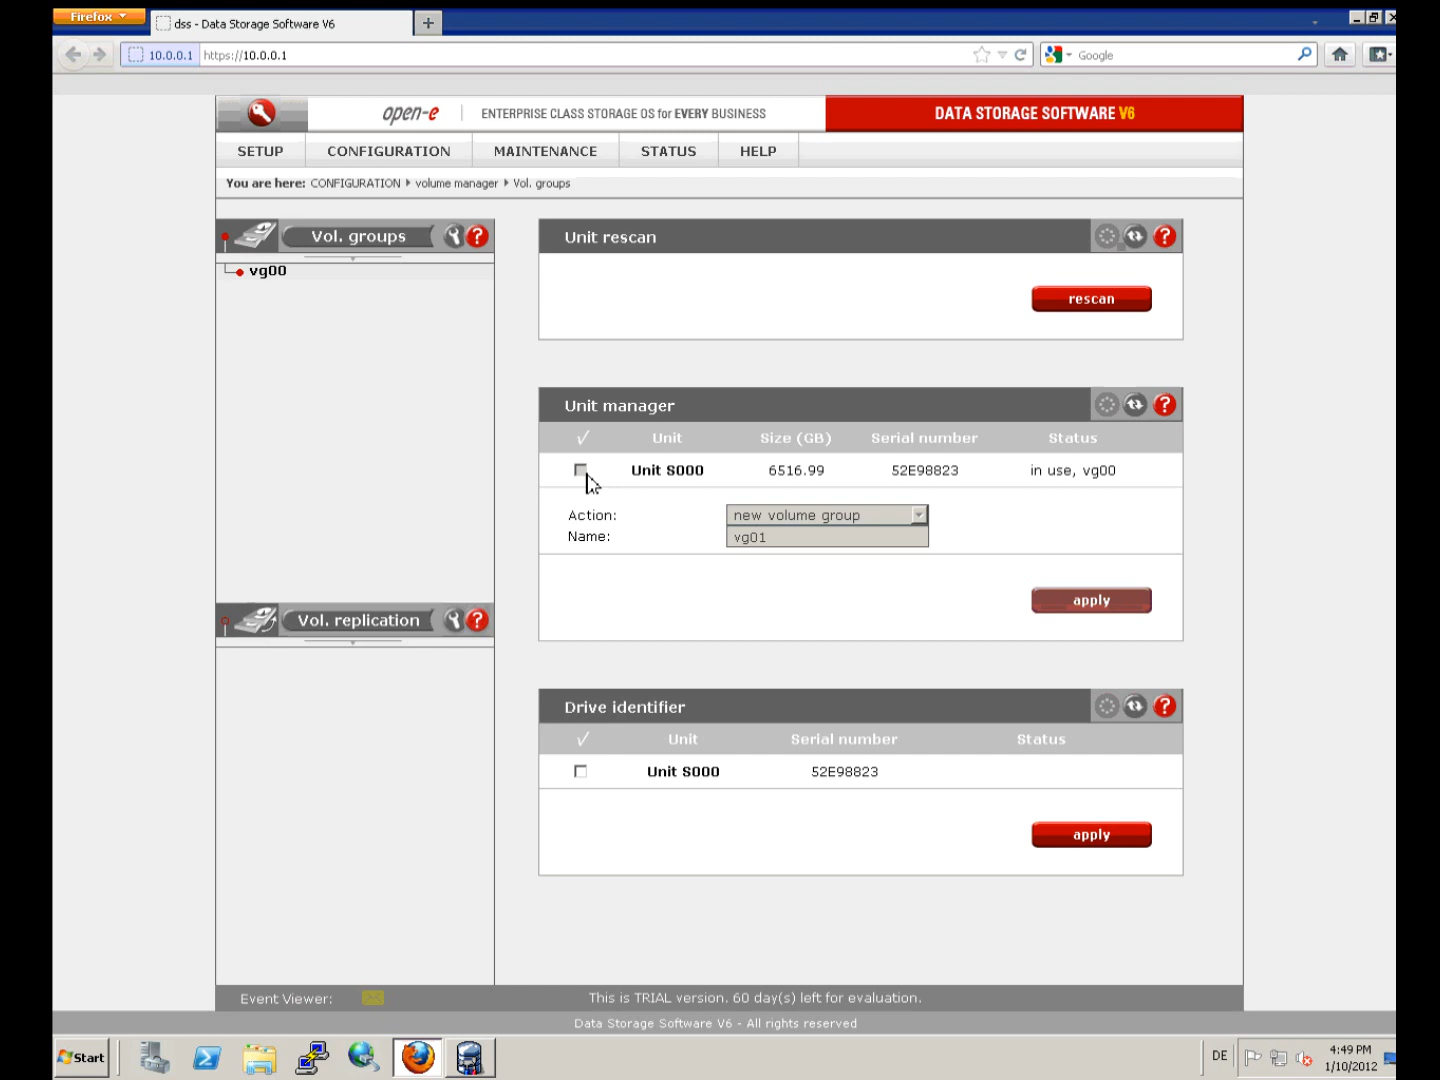 Firefox
dss - Data Storage Software V6
10.0.0.1
https://10.0.0.1
Google
open-e
ENTERPRISE CLASS STORAGE OS for EVERY BUSINESS
DATA STORAGE SOFTWARE V6
SETUP CONFIGURATION MAINTENANCE STATUS HELP
You are here: CONFIGURATION volume manager Vol. groups
Vol. groups
vg00
Vol. replication
Unit rescan
rescan
Unit manager
Unit Size (GB) Serial number Status
Unit S000 6516.99 52E98823 in use, vg00
Action: new volume group
Name: vg01
apply
Drive identifier
Unit Serial number Status
Unit S000 52E98823
apply
Event Viewer:
This is TRIAL version. 60 day(s) left for evaluation.
Data Storage Software V6 - All rights reserved
Start
DE
4:49 PM
1/10/2012